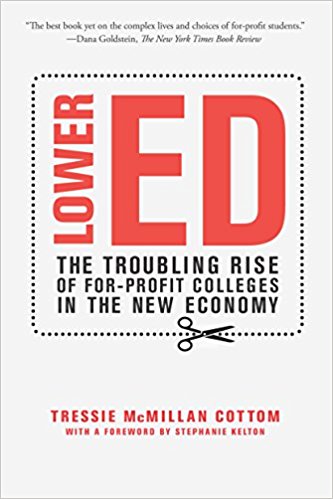 "The best book yet on the complex lives and choices of for-profit students."
—Dana Goldstein, The New York Times Book Review
LOWER
ED
THE TROUBLING RISE
OF FOR-PROFIT COLLEGES
IN THE NEW ECONOMY
TRESSIE McMILLAN COTTOM
WITH A FOREWORD BY STEPHANIE KELTON